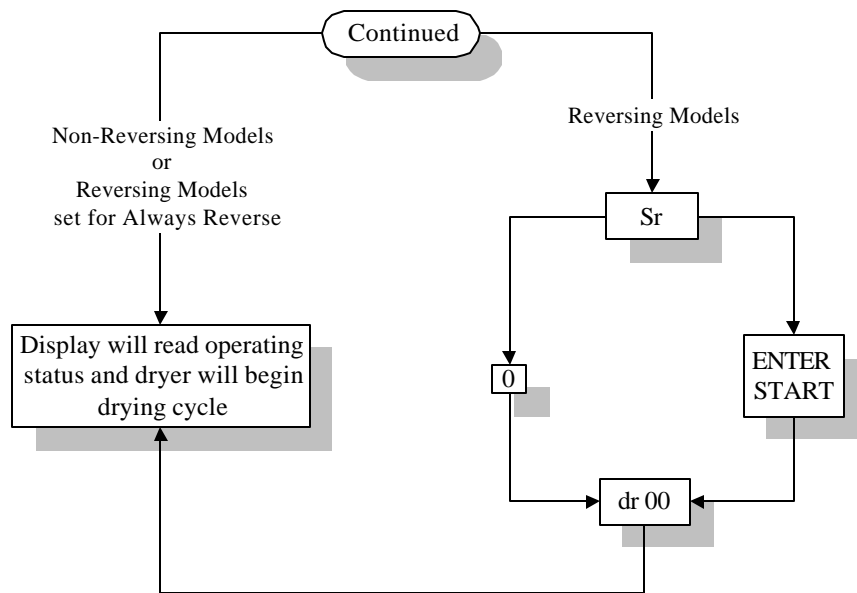 Continued
Non-Reversing Models
or
Reversing Models
set for Always Reverse
Reversing Models
Sr
Display will read operating
status and dryer will begin
drying cycle
0
ENTER
START
dr 00